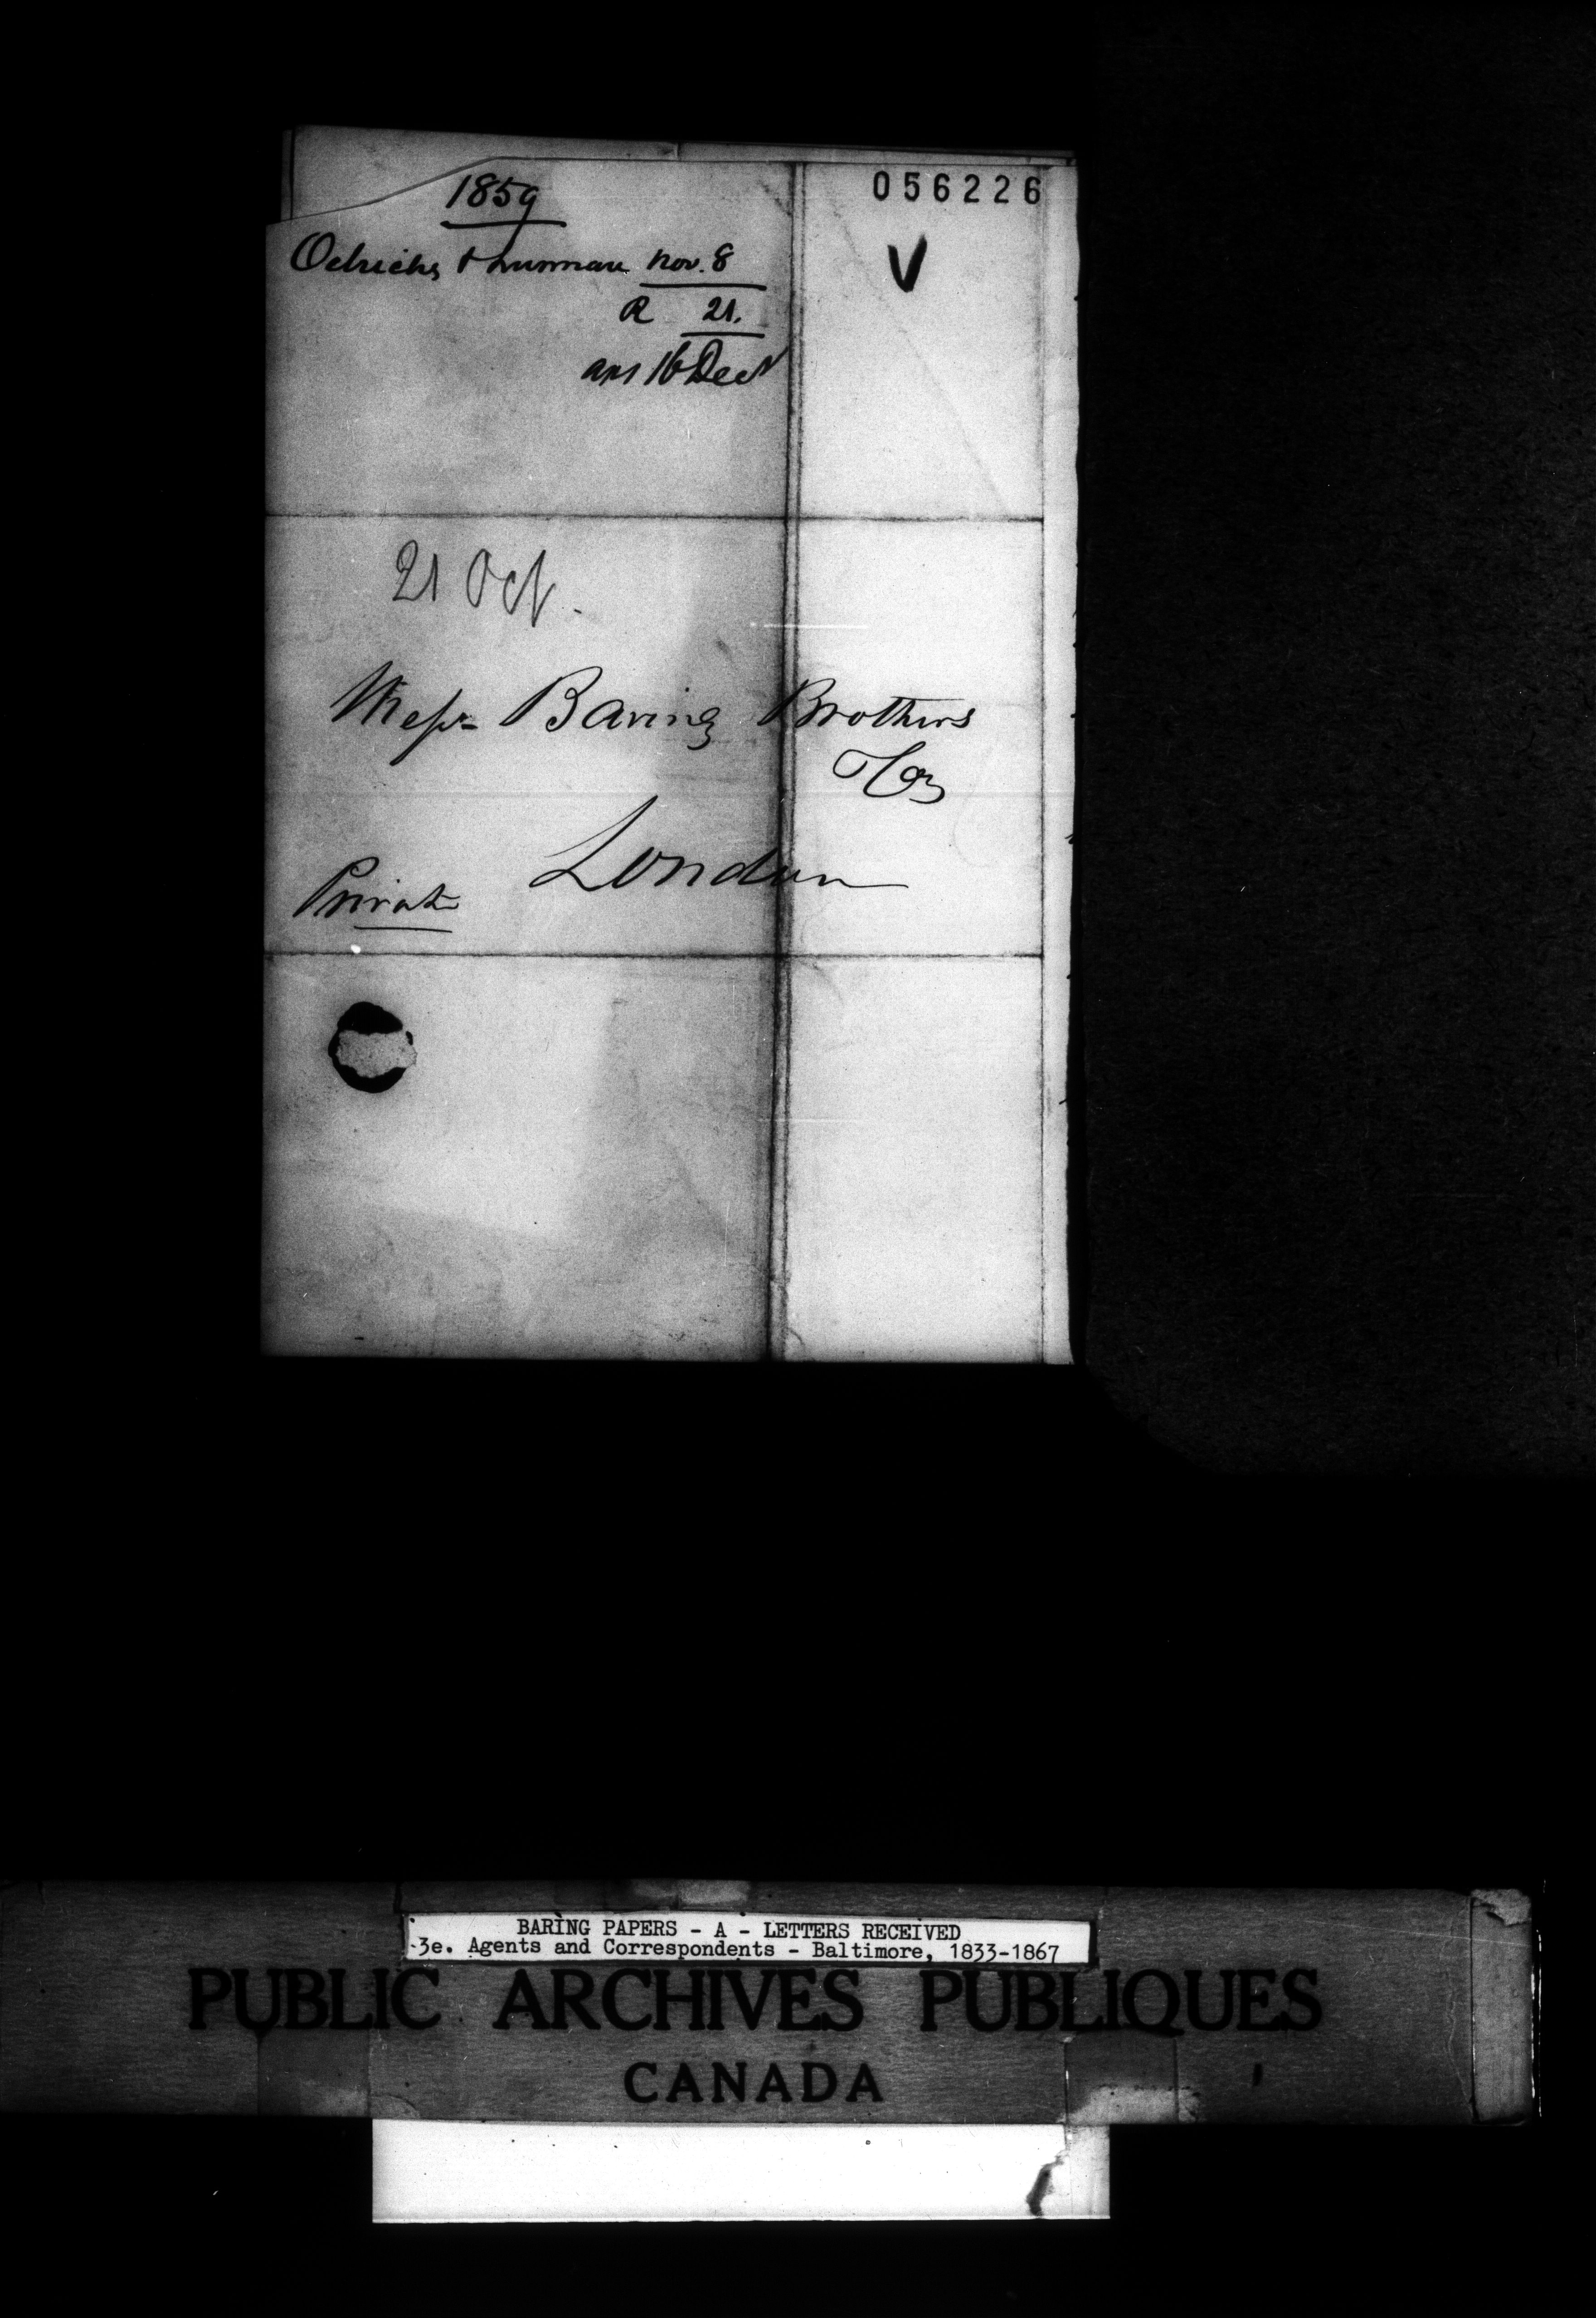 1859
056226
V
Oelrichs & Lurman Nov. 8
R 21.
ans 16 Decr
21 Oct.
Messrs Baring Brothers
& Co
London
Private
BARING PAPERS - A - LETTERS RECEIVED
3e. Agents and Correspondents - Baltimore, 1833-1867
PUBLIC ARCHIVES PUBLIQUES
CANADA